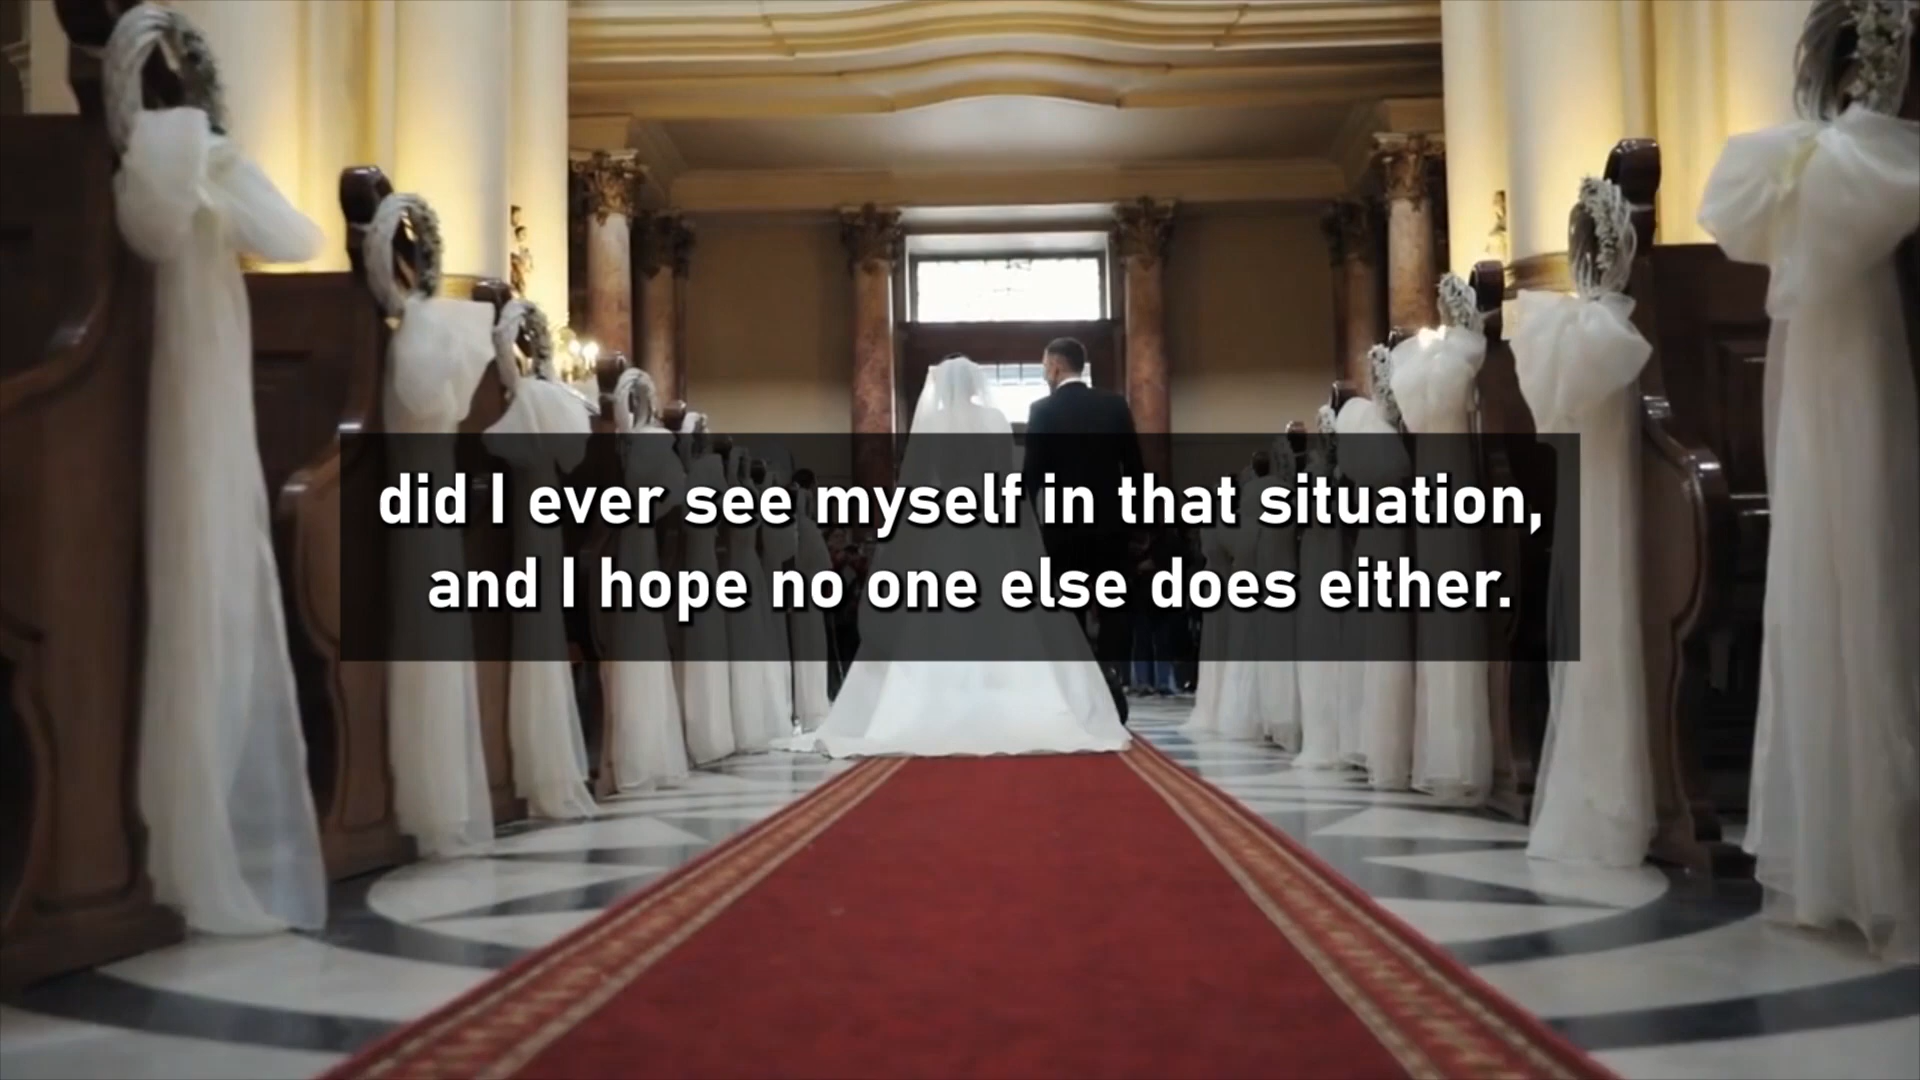 did I ever see myself in that situation,
and I hope no one else does either.